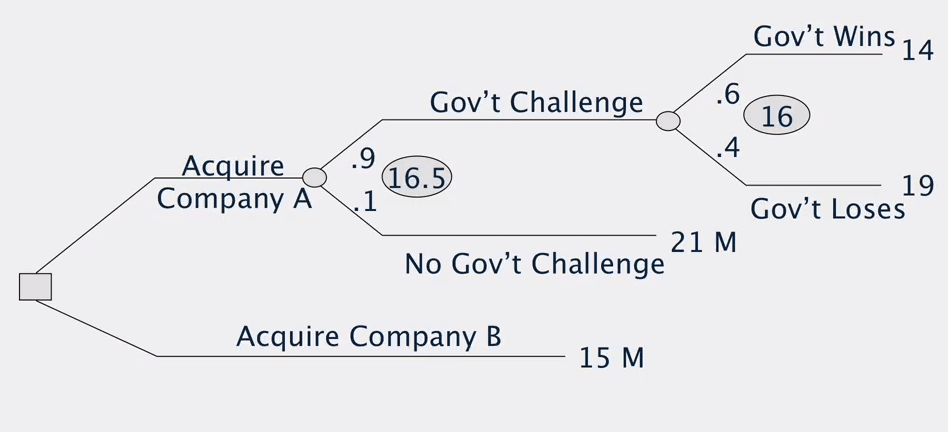 Gov’t Wins
14
.6
16
.4
19
Gov’t Loses
Gov’t Challenge
.9
16.5
.1
21 M
No Gov’t Challenge
Acquire
Company A
Acquire Company B
15 M